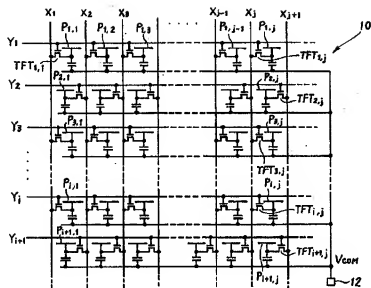 X1 X2 X3 Xj-1 Xj Xj+1
10
P1,1 P1,2 P1,3 P1,j-1 P1,j
Y1
TFT1,1 TFT1,j
P2,1 P2,j
Y2
TFT2,j
Y3 P3,1 P3,j
TFT3,j
Pi,1 Pi,j
Yj
TFTi,j
Yi+1 Pi+1,1
TFTi+1,j
VCOM
Pi+1,j
12